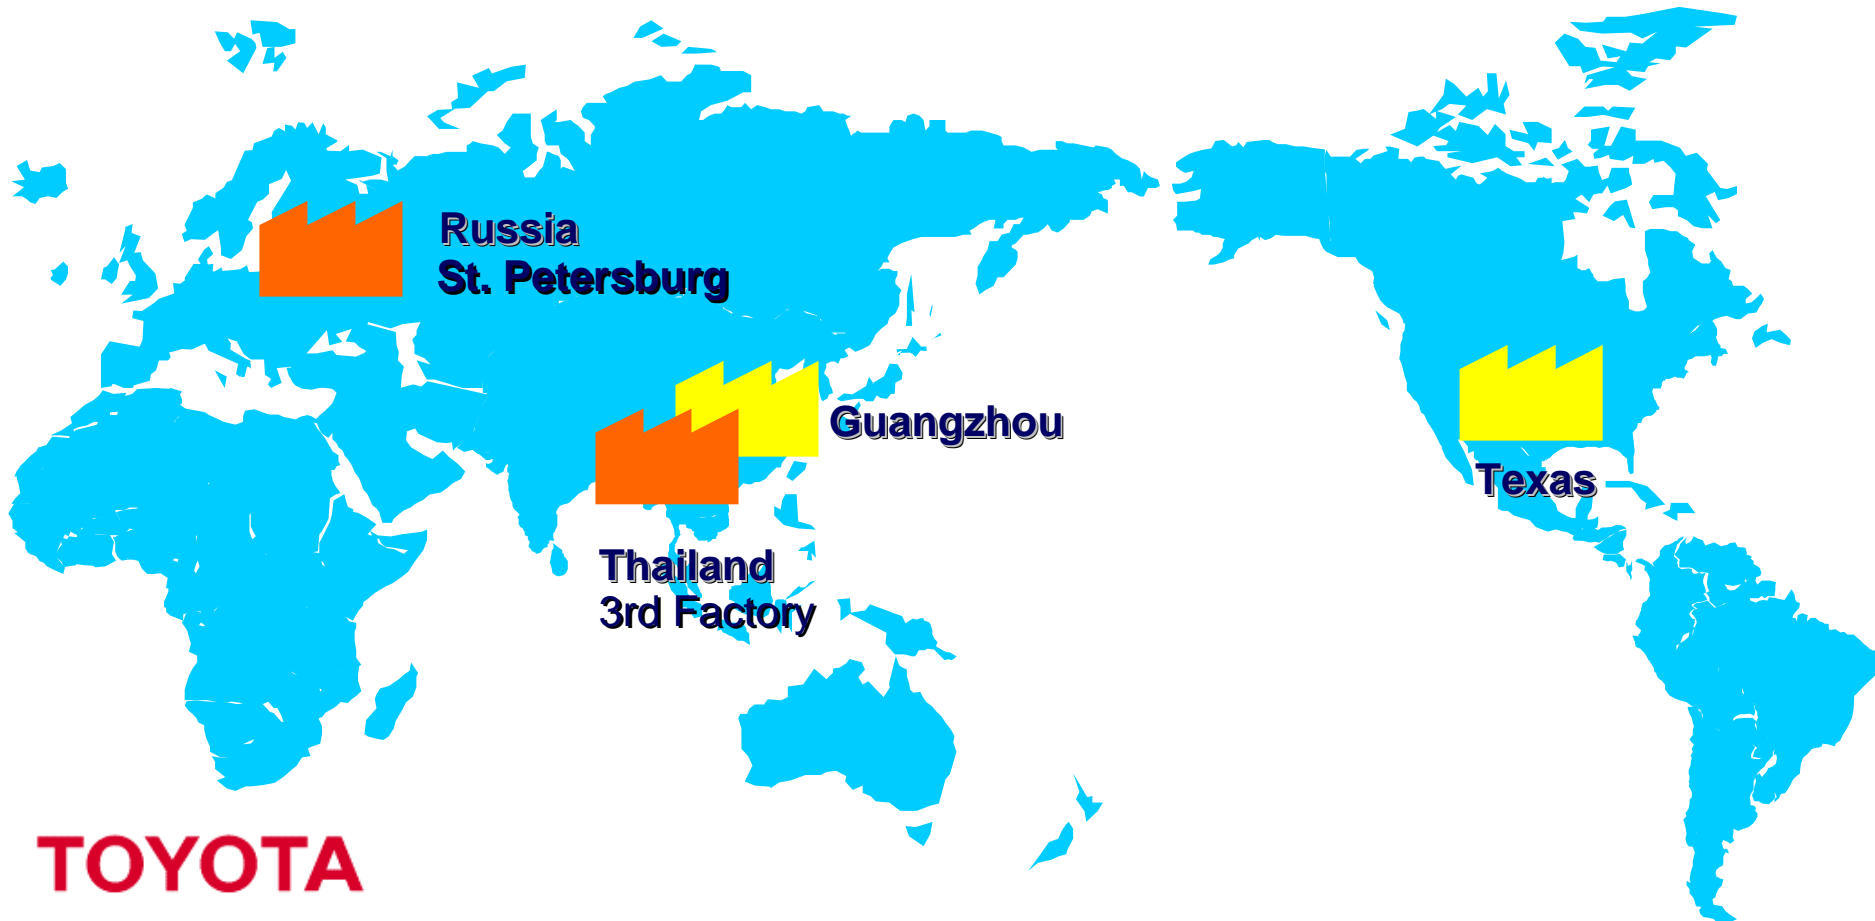 Russia
St. Petersburg
Guangzhou
Texas
Thailand
3rd Factory
TOYOTA